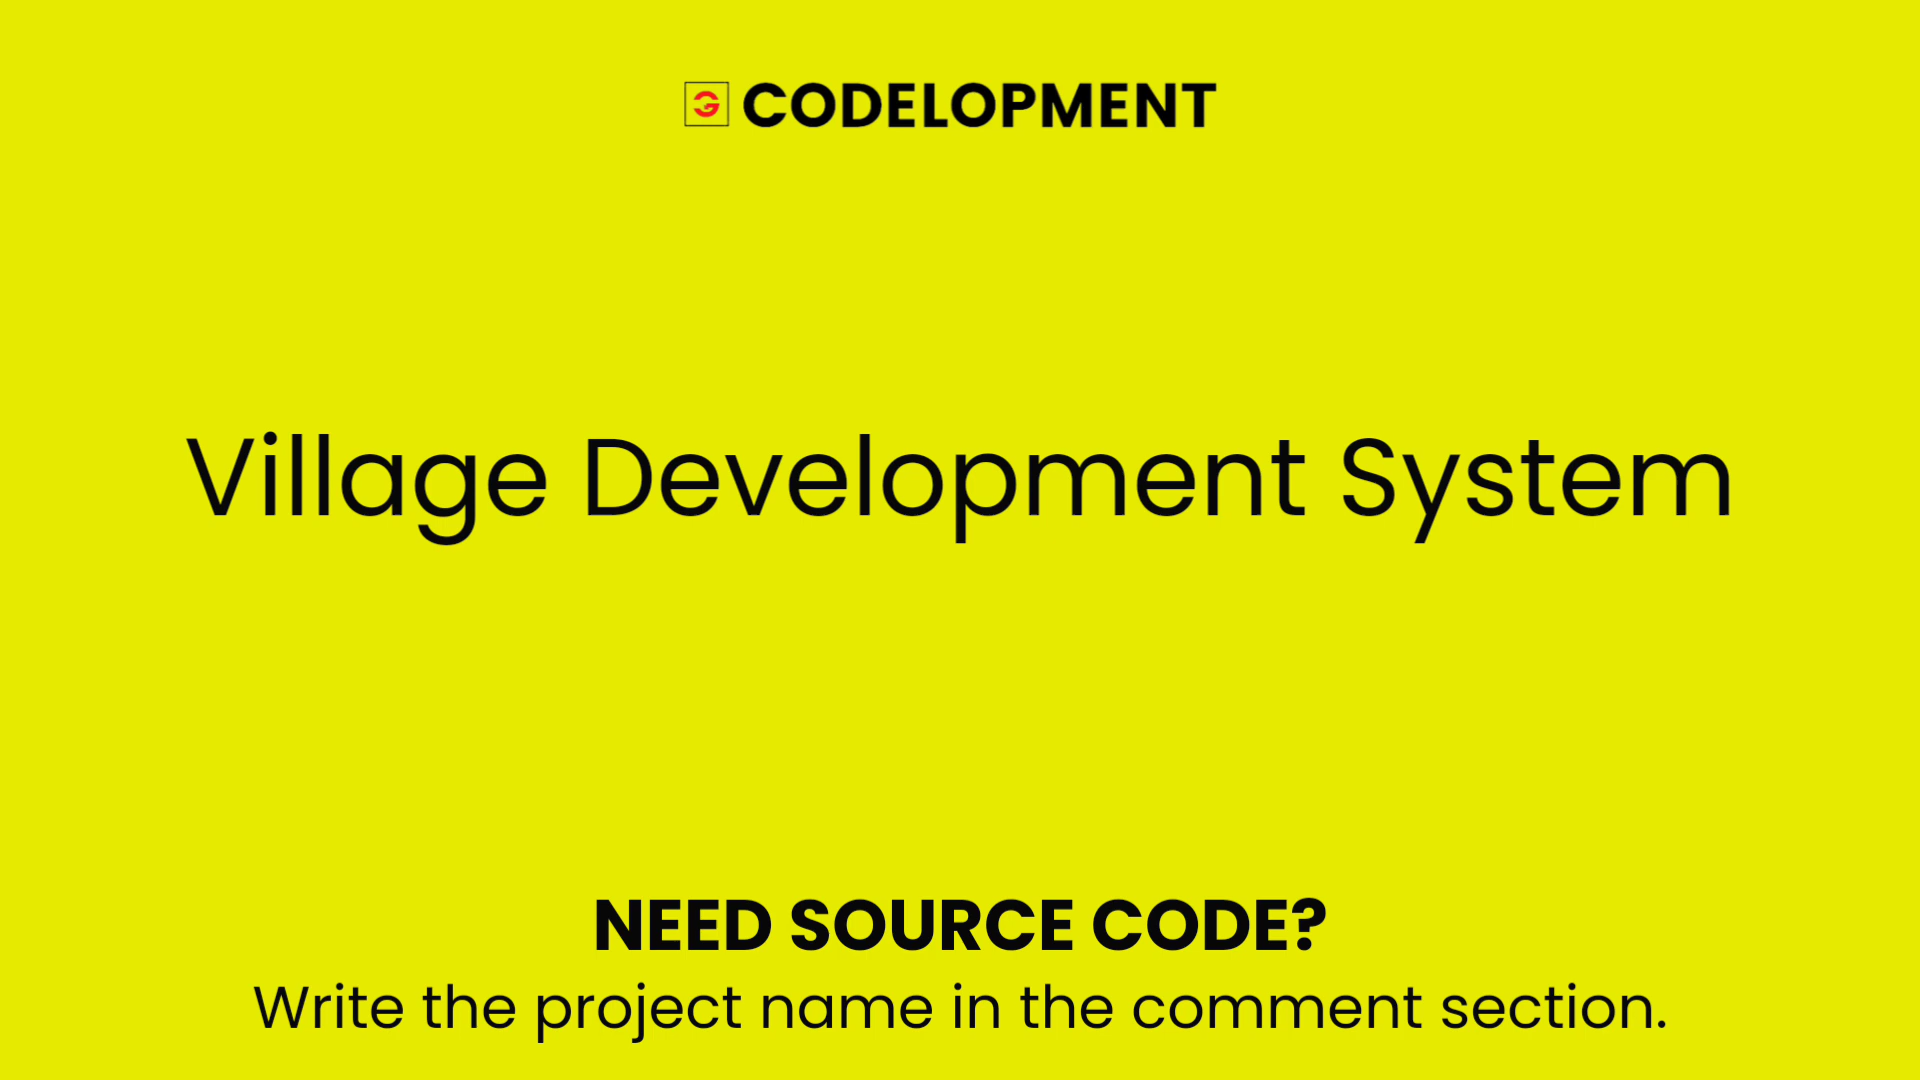 CODELOPMENT
Village Development System
NEED SOURCE CODE?
Write the project name in the comment section.